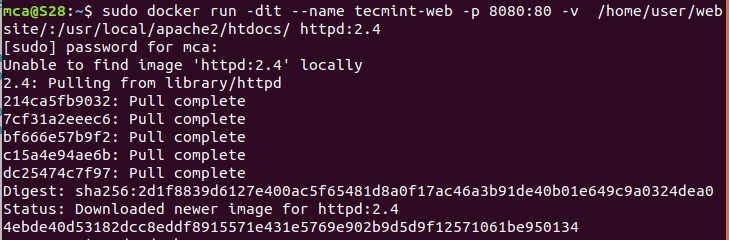 mca@S28:~$ sudo docker run -dit --name tecmint-web -p 8080:80 -v  /home/user/web
site/:/usr/local/apache2/htdocs/ httpd:2.4
[sudo] password for mca:
Unable to find image 'httpd:2.4' locally
2.4: Pulling from library/httpd
214ca5fb9032: Pull complete
7cf31a2eeec6: Pull complete
bf666e57b9f2: Pull complete
c15a4e94ae6b: Pull complete
dc25474c7f97: Pull complete
Digest: sha256:2d1f8839d6127e400ac5f65481d8a0f17ac46a3b91de40b01e649c9a0324dea0
Status: Downloaded newer image for httpd:2.4
4ebde40d53182dcc8eddf8915571e431e5769e902b9d5d9f12571061be950134